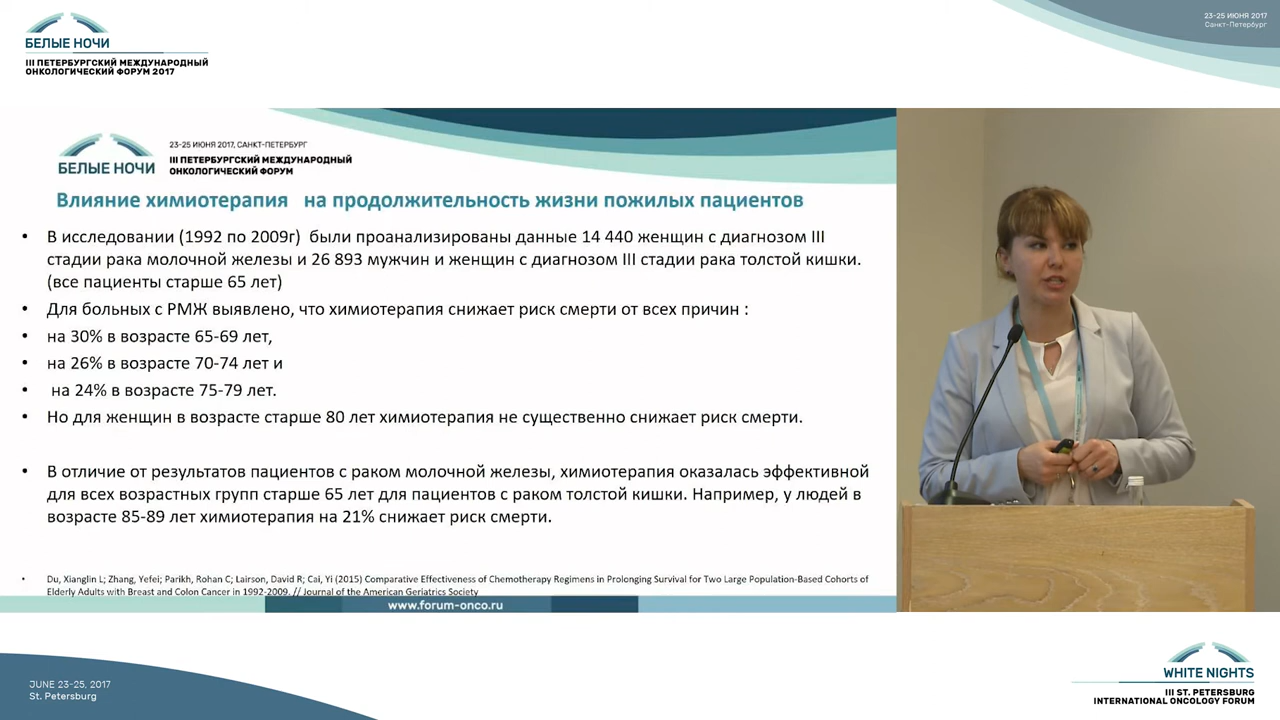 БЕЛЫЕ НОЧИ
III ПЕТЕРБУРГСКИЙ МЕЖДУНАРОДНЫЙ
ОНКОЛОГИЧЕСКИЙ ФОРУМ 2017
23-25 ИЮНЯ 2017
Санкт-Петербург
БЕЛЫЕ НОЧИ
23-25 ИЮНЯ 2017, САНКТ-ПЕТЕРБУРГ
III ПЕТЕРБУРГСКИЙ МЕЖДУНАРОДНЫЙ
ОНКОЛОГИЧЕСКИЙ ФОРУМ
Влияние химиотерапия на продолжительность жизни пожилых пациентов
• В исследовании (1992 по 2009г) были проанализированы данные 14 440 женщин с диагнозом III
стадии рака молочной железы и 26 893 мужчин и женщин с диагнозом III стадии рака толстой кишки.
(все пациенты старше 65 лет)
• Для больных с РМЖ выявлено, что химиотерапия снижает риск смерти от всех причин :
• на 30% в возрасте 65-69 лет,
• на 26% в возрасте 70-74 лет и
• на 24% в возрасте 75-79 лет.
• Но для женщин в возрасте старше 80 лет химиотерапия не существенно снижает риск смерти.
• В отличие от результатов пациентов с раком молочной железы, химиотерапия оказалась эффективной
для всех возрастных групп старше 65 лет для пациентов с раком толстой кишки. Например, у людей в
возрасте 85-89 лет химиотерапия на 21% снижает риск смерти.
• Du, Xianglin L; Zhang, Yefei; Parikh, Rohan C; Lairson, David R; Cai, Yi (2015) Comparative Effectiveness of Chemotherapy Regimens in Prolonging Survival for Two Large Population-Based Cohorts of
Elderly Adults with Breast and Colon Cancer in 1992-2009. // Journal of the American Geriatrics Society
www.forum-onco.ru
JUNE 23-25, 2017
St. Petersburg
WHITE NIGHTS
III ST. PETERSBURG
INTERNATIONAL ONCOLOGY FORUM